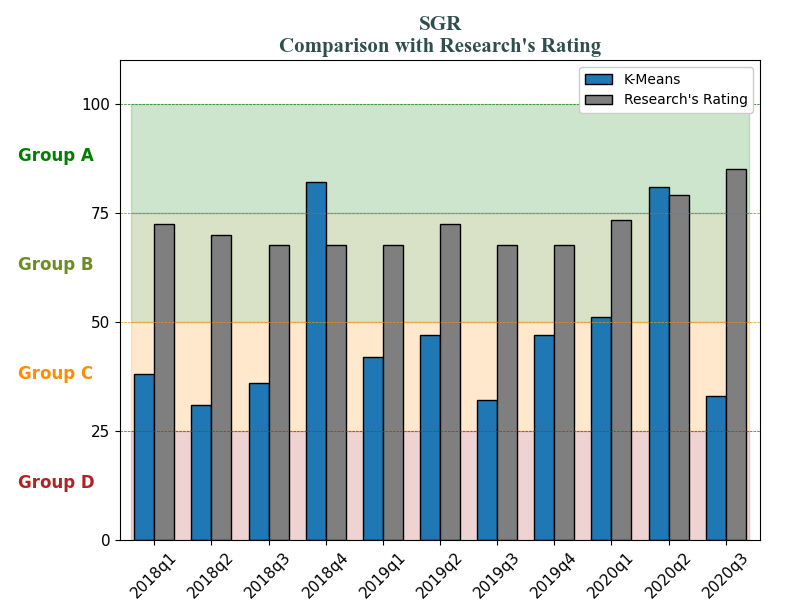 SGR
Comparison with Research's Rating
K-Means
Research's Rating
100
Group A
75
Group B
50
Group C
25
Group D
0
2018q1
2018q2
2018q3
2018q4
2019q1
2019q2
2019q3
2019q4
2020q1
2020q2
2020q3